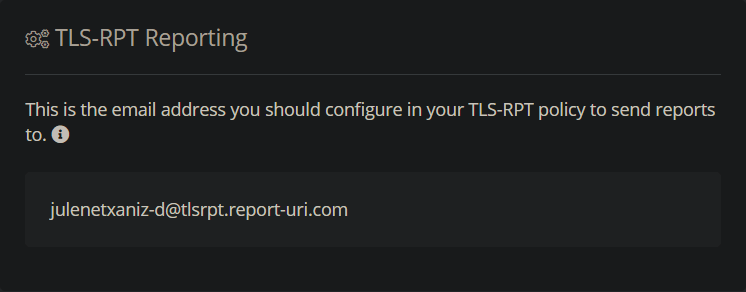 TLS-RPT Reporting
This is the email address you should configure in your TLS-RPT policy to send reports
to.
julenetxaniz-d@tlsrpt.report-uri.com